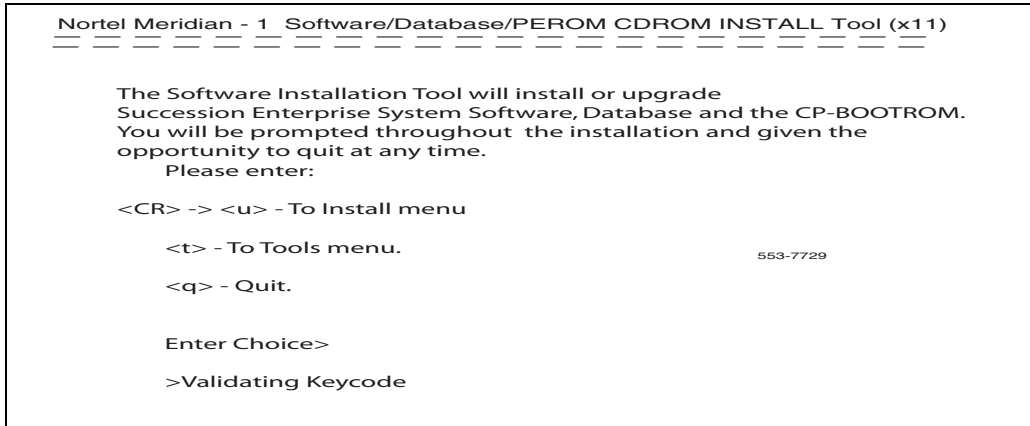 Nortel Meridian - 1 Software/Database/PEROM CDROM INSTALL Tool (x11)
The Software Installation Tool will install or upgrade
Succession Enterprise System Software, Database and the CP-BOOTROM.
You will be prompted throughout the installation and given the
opportunity to quit at any time.
Please enter:
<CR> -> <u> - To Install menu
<t> - To Tools menu.
553-7729
<q> - Quit.
Enter Choice>
>Validating Keycode